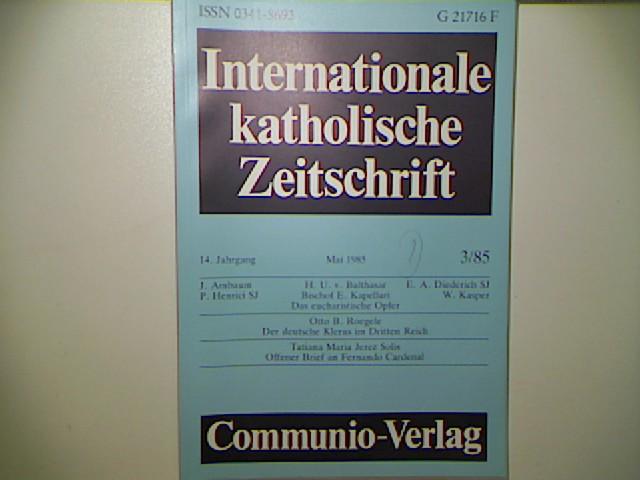 ISSN 0341-8693 G 21716 F
Internationale
katholische
Zeitschrift
14. Jahrgang Mai 1985 3/85
J. Ambaum H. U. v. Balthasar E. A. Diederich SJ
P. Henrici SJ Bischof E. Kapellari W. Kasper
Das eucharistische Opfer
Otto B. Roegele
Der deutsche Klerus im Dritten Reich
Tatiana Maria Jerez Solis
Offener Brief an Fernando Cardenal
Communio-Verlag